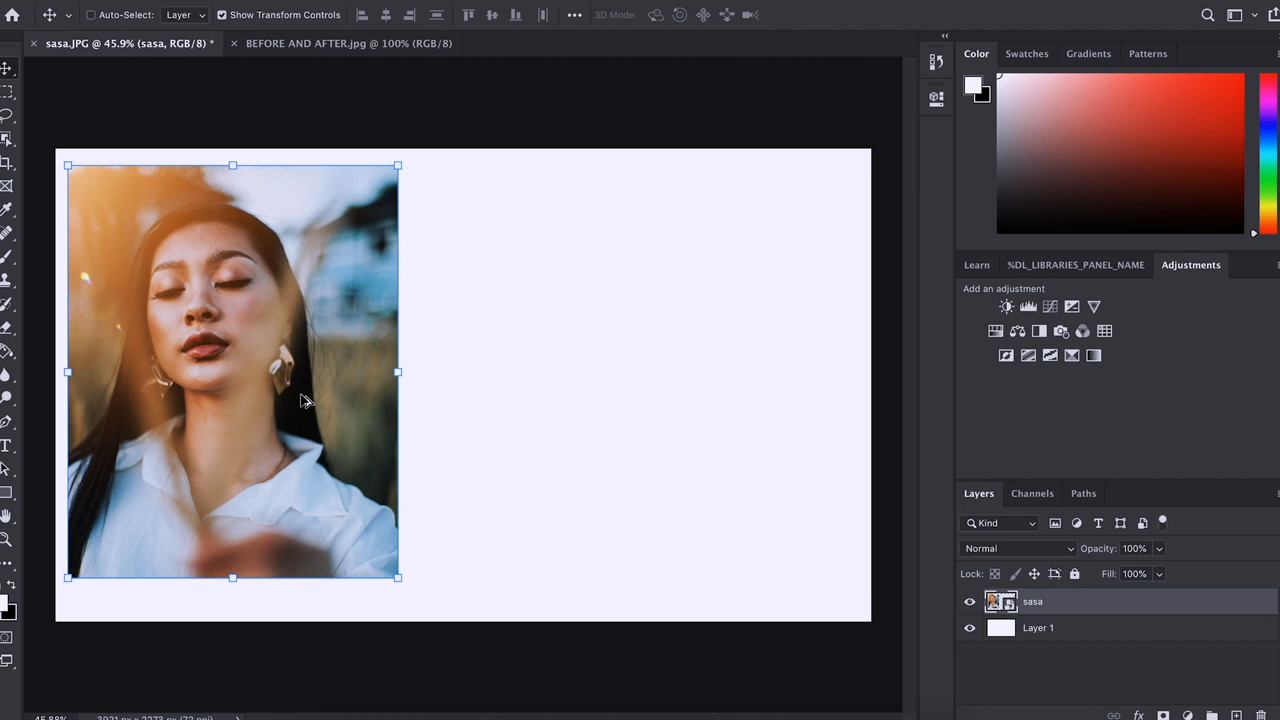 Auto-Select: Layer Show Transform Controls 3D Mode:
sasa.JPG @ 45.9% (sasa, RGB/8) * BEFORE AND AFTER.jpg @ 100% (RGB/8)
Color Swatches Gradients Patterns
Learn %DL_LIBRARIES_PANEL_NAME Adjustments
Add an adjustment
Layers Channels Paths
Kind
Normal Opacity: 100%
Lock: Fill: 100%
sasa
Layer 1
45.88% 3921 px x 2273 px (72 ppi)